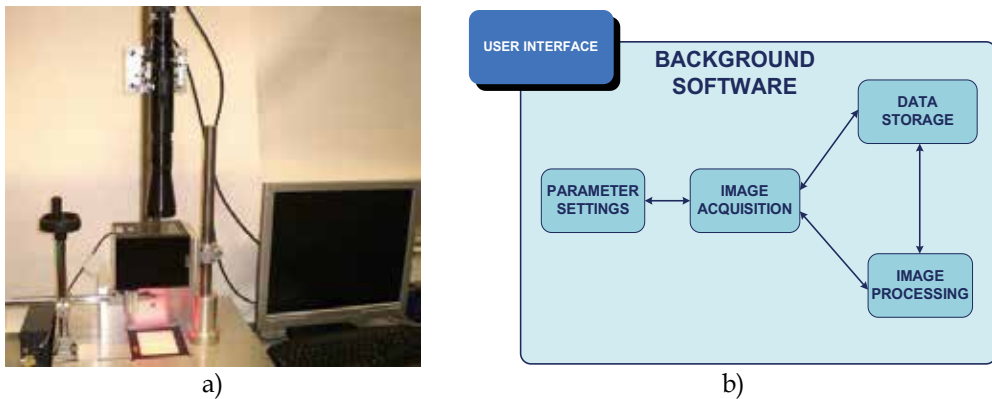 USER INTERFACE
BACKGROUND
SOFTWARE
DATA
STORAGE
PARAMETER
SETTINGS
IMAGE
ACQUISITION
IMAGE
PROCESSING
a)
b)